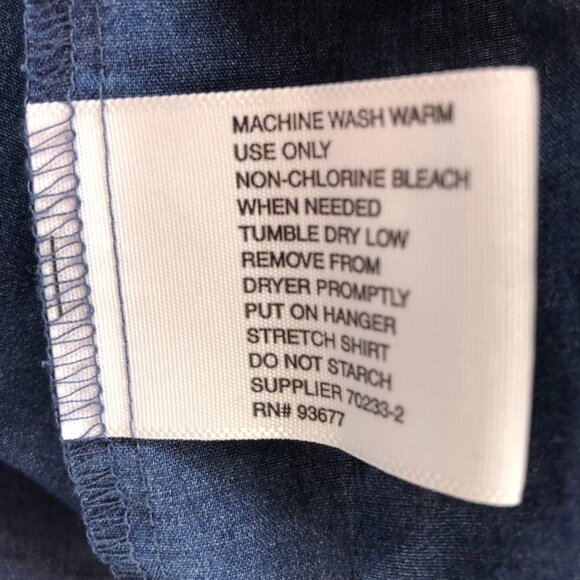 MACHINE WASH WARM
USE ONLY
NON-CHLORINE BLEACH
WHEN NEEDED
TUMBLE DRY LOW
REMOVE FROM
DRYER PROMPTLY
PUT ON HANGER
STRETCH SHIRT
DO NOT STARCH
SUPPLIER 70233-2
RN# 93677